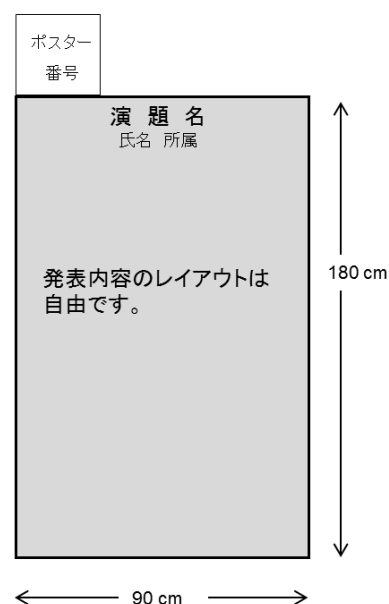 ポスター
番号
演 題 名
氏名 所属
発表内容のレイアウトは
自由です。
180 cm
90 cm